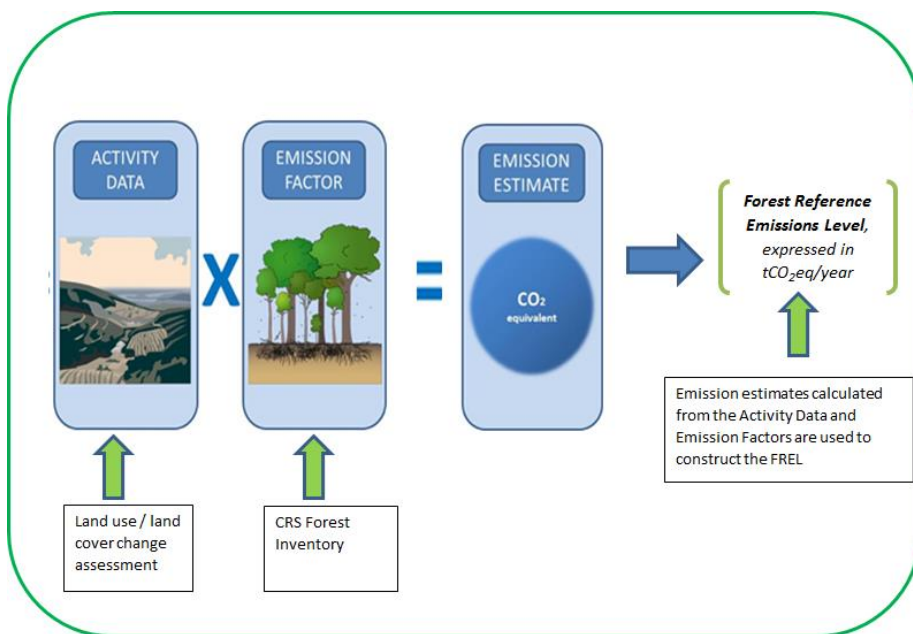 ACTIVITY
DATA
X
EMISSION
FACTOR
=
EMISSION
ESTIMATE
CO₂
equivalent
Forest Reference
Emissions Level,
expressed in
tCO₂eq/year
Land use / land
cover change
assessment
CRS Forest
Inventory
Emission estimates calculated
from the Activity Data and
Emission Factors are used to
construct the FREL